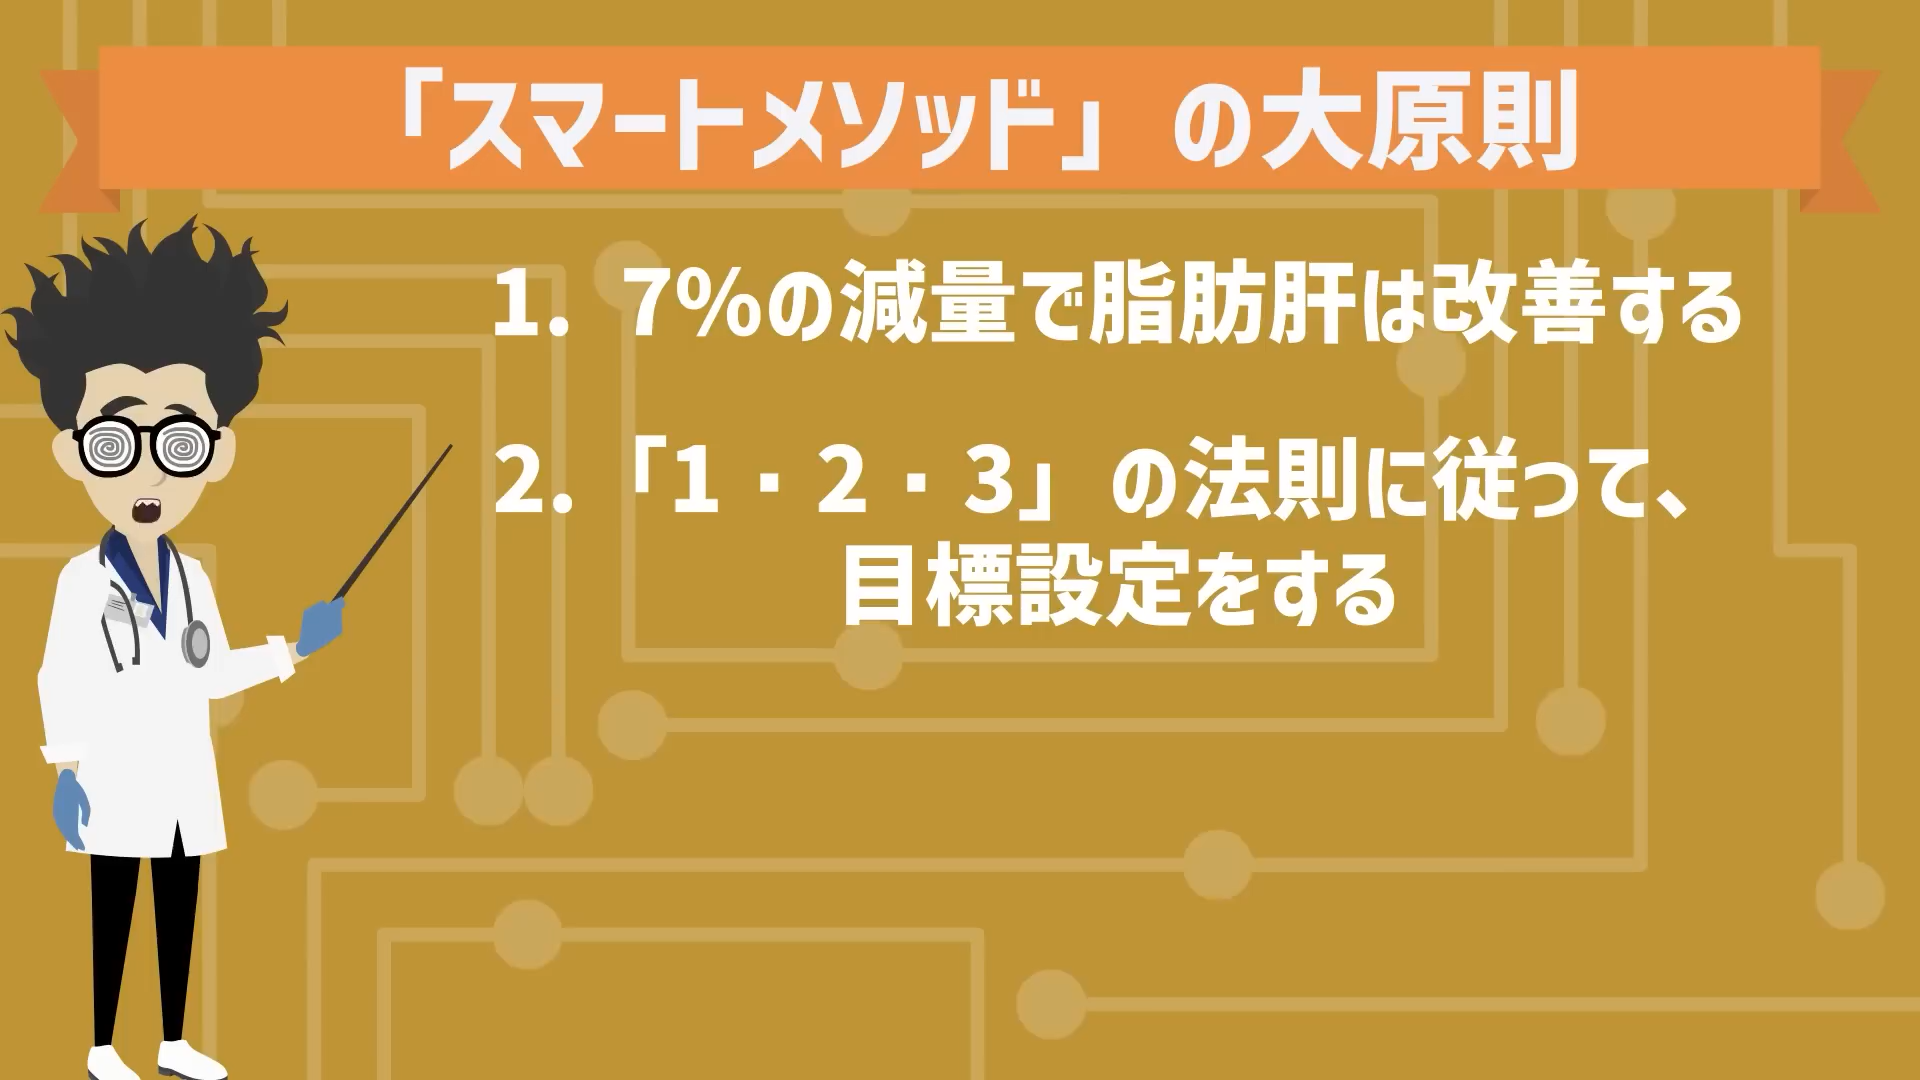 「スマートメソッド」の大原則
1. 7%の減量で脂肪肝は改善する
2.「1・2・3」の法則に従って、
目標設定をする